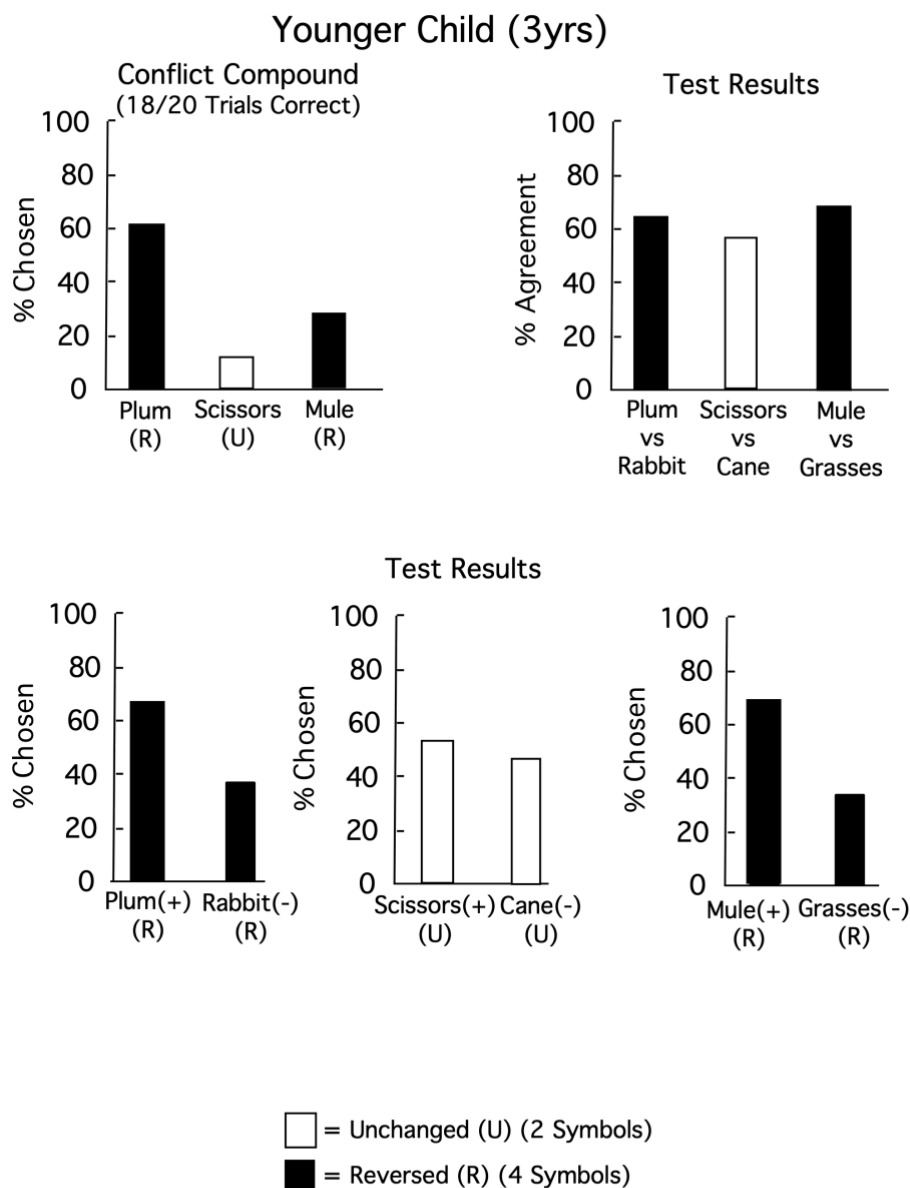 Younger Child (3yrs)
Conflict Compound
(18/20 Trials Correct)
% Chosen
100
80
60
40
20
0
Plum
(R)
Scissors
(U)
Mule
(R)
Test Results
% Agreement
100
80
60
40
20
0
Plum
vs
Rabbit
Scissors
vs
Cane
Mule
vs
Grasses
Test Results
% Chosen
100
80
60
40
20
0
Plum(+)
(R)
Rabbit(-)
(R)
% Chosen
100
80
60
40
20
0
Scissors(+)
(U)
Cane(-)
(U)
% Chosen
100
80
60
40
20
0
Mule(+)
(R)
Grasses(-)
(R)
= Unchanged (U) (2 Symbols)
= Reversed (R) (4 Symbols)